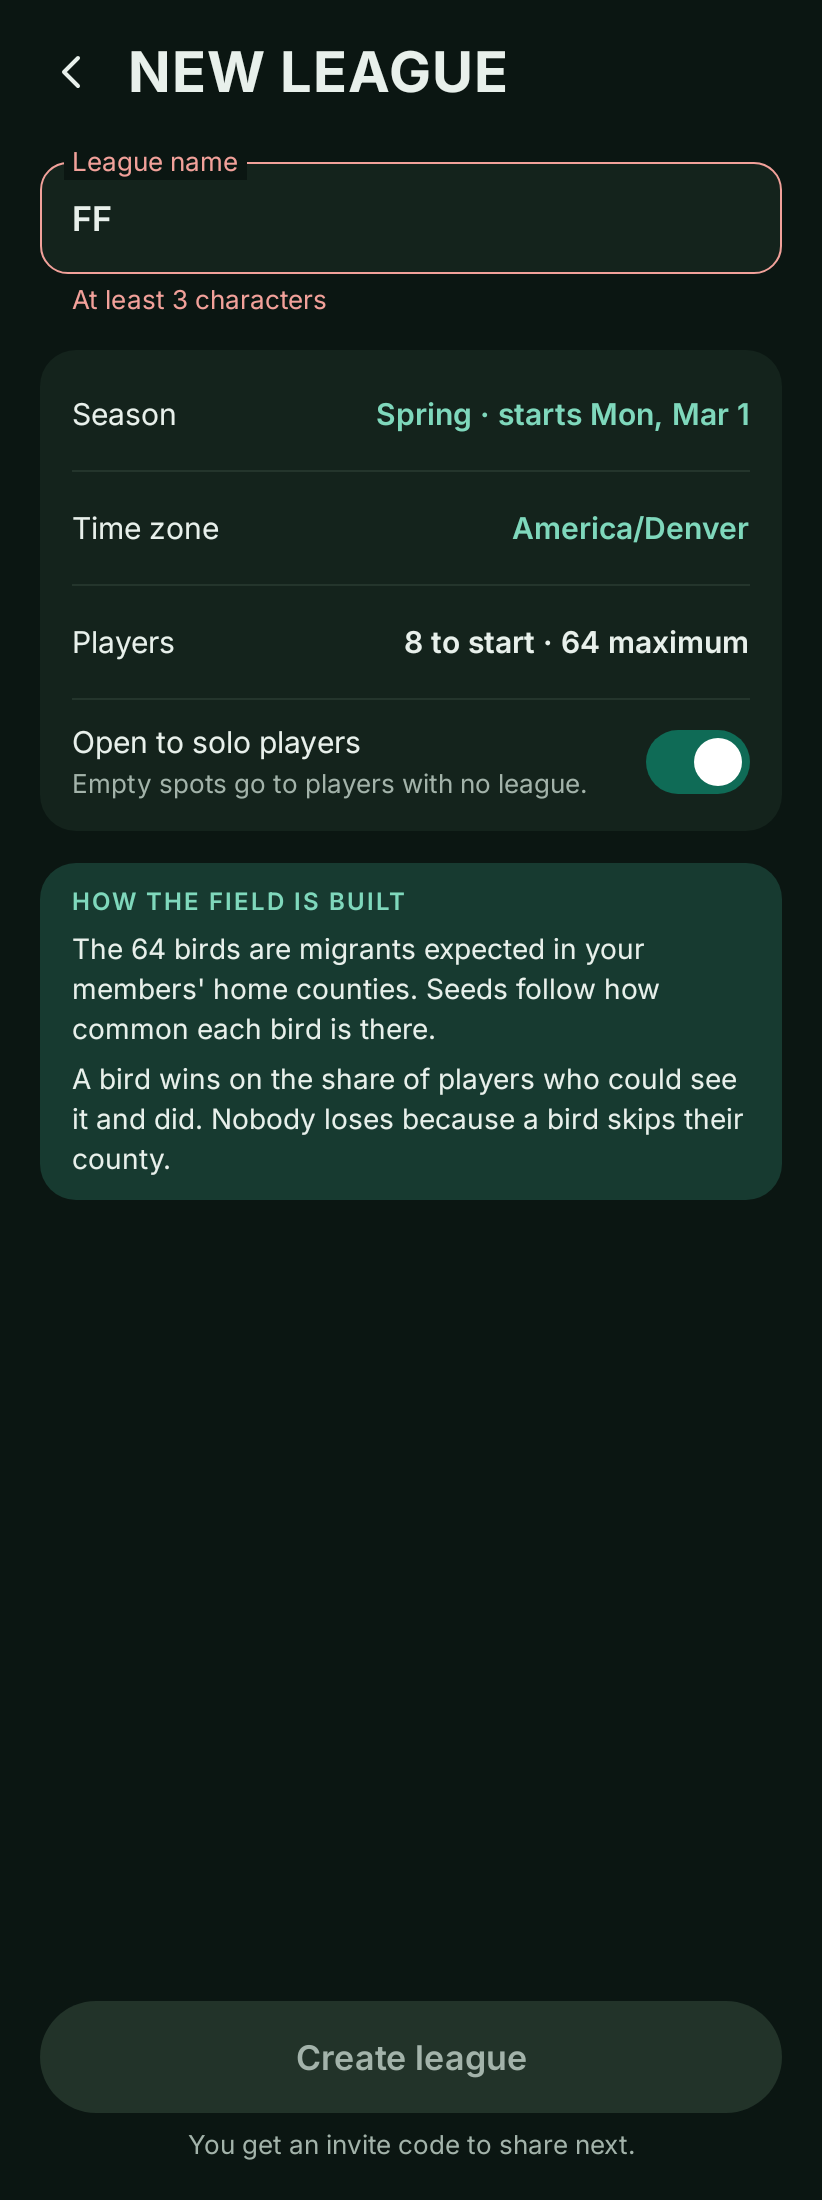 NEW LEAGUE
League name
FF
At least 3 characters
Season
Spring · starts Mon, Mar 1
Time zone
America/Denver
Players
8 to start · 64 maximum
Open to solo players
Empty spots go to players with no league.
HOW THE FIELD IS BUILT
The 64 birds are migrants expected in your
members' home counties. Seeds follow how
common each bird is there.
A bird wins on the share of players who could see
it and did. Nobody loses because a bird skips their
county.
Create league
You get an invite code to share next.